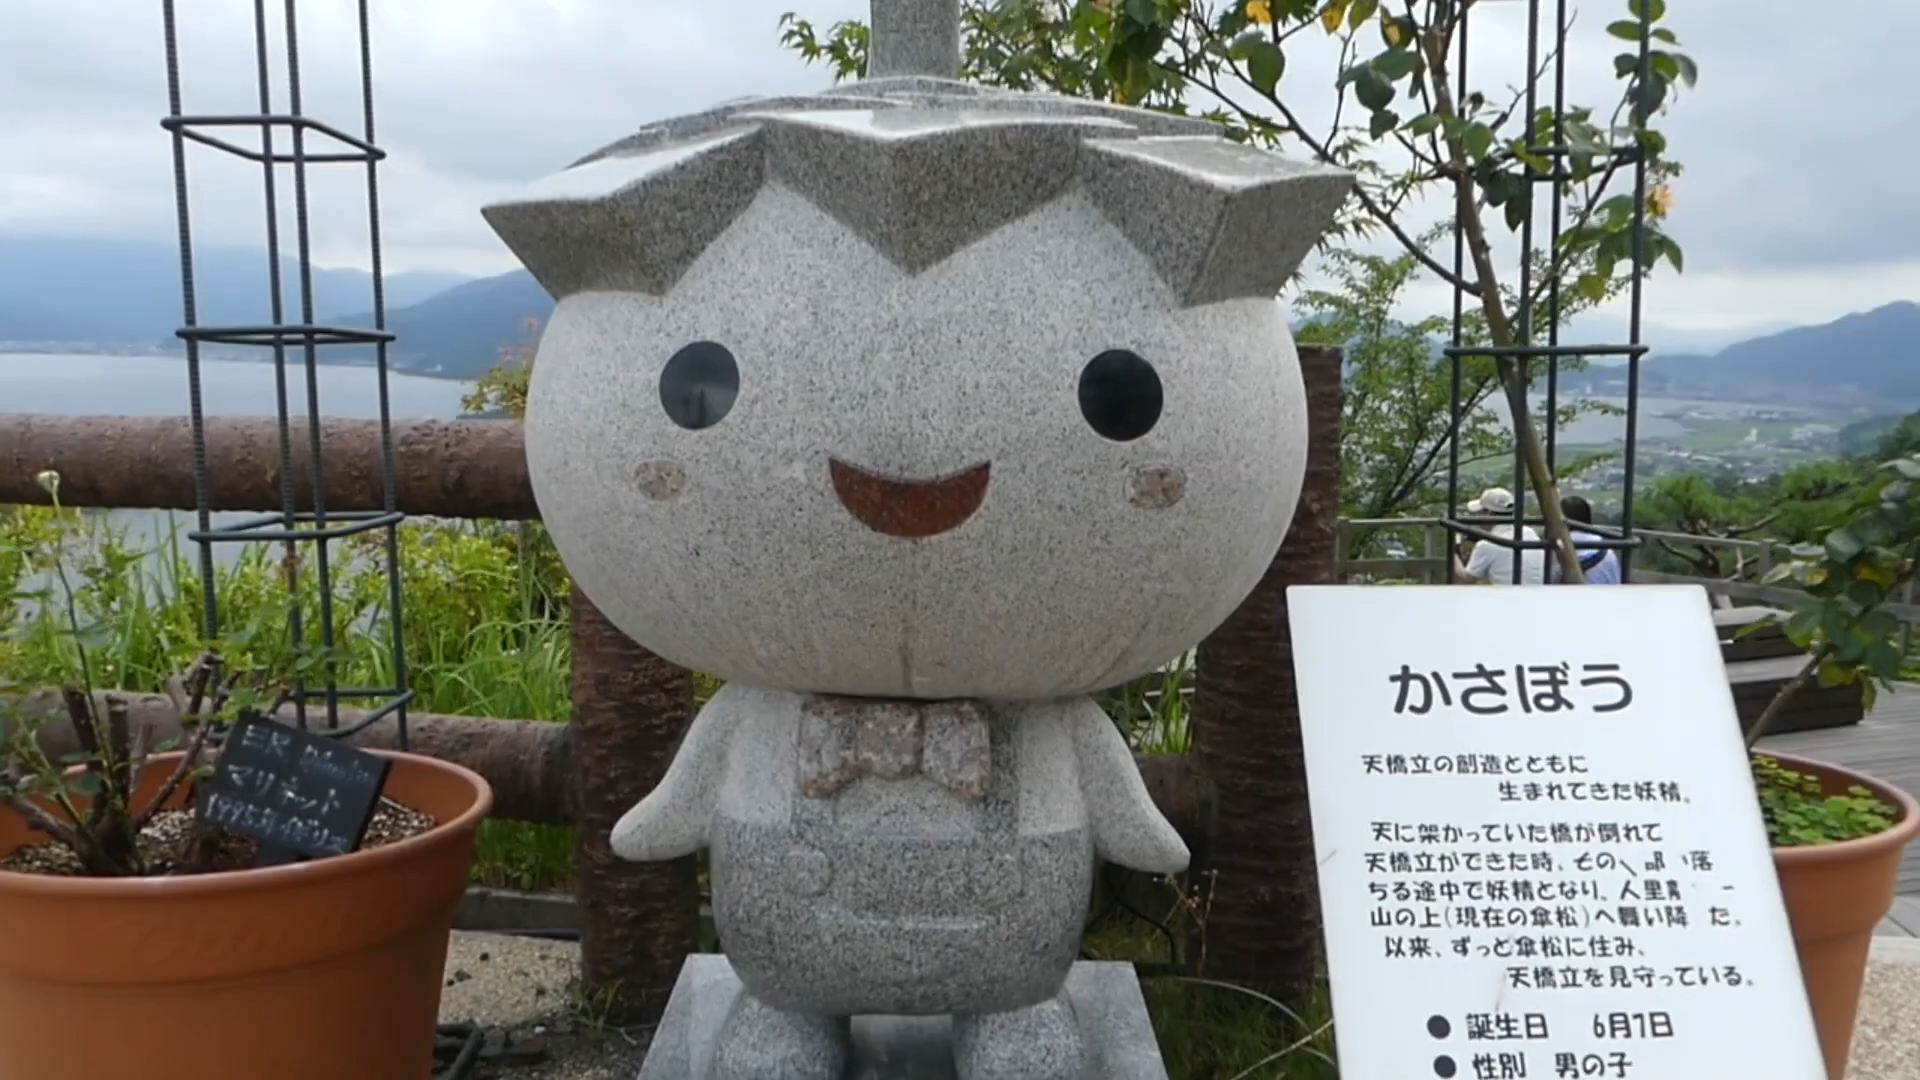 かさぼう
天橋立の創造とともに
生まれてきた妖精。
天に架かっていた橋が倒れて
天橋立ができた時、その 落
ちる途中で妖精となり、人里
山の上(現在の傘松)へ舞い降 た。
以来、ずっと傘松に住み、
天橋立を見守っている。
● 誕生日 6月1日
● 性別 男の子
マリネット